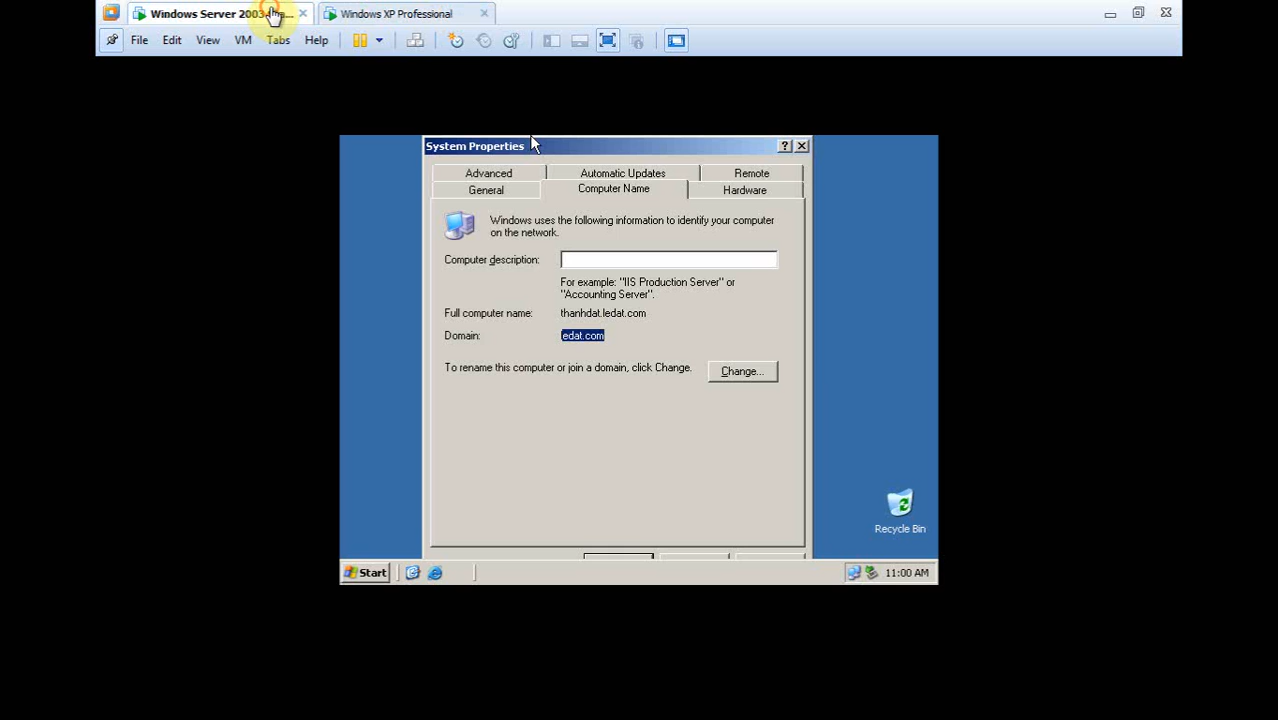 Windows Server 2003
Windows XP Professional
File Edit View VM Tabs Help
System Properties
Advanced Automatic Updates Remote
General Computer Name Hardware
Windows uses the following information to identify your computer
on the network.
Computer description:
For example: "IIS Production Server" or
"Accounting Server".
Full computer name: thanhdat.ledat.com
Domain: edat.com
To rename this computer or join a domain, click Change. Change...
Recycle Bin
Start 11:00 AM